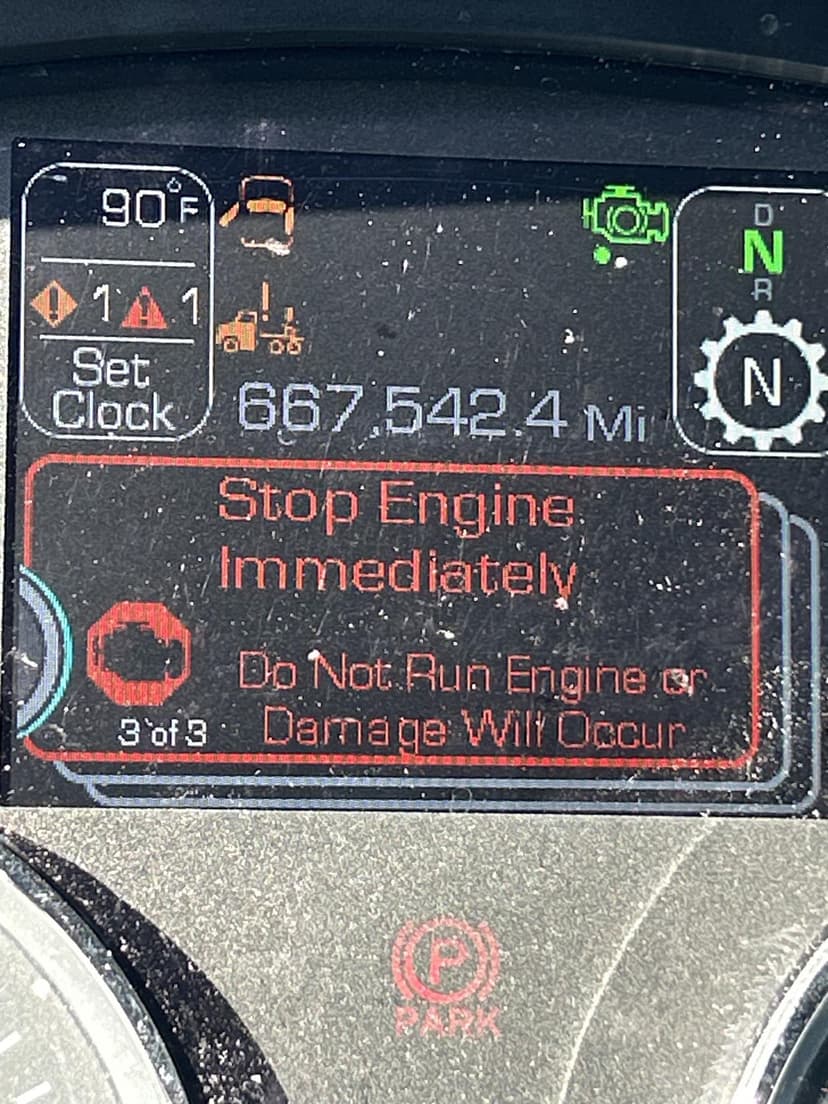 90°F
1 1
Set
Clock
667,542.4 Mi
D
N
R
N
Stop Engine
Immediately
Do Not Run Engine or
Damage Will Occur
3 of 3
P
PARK